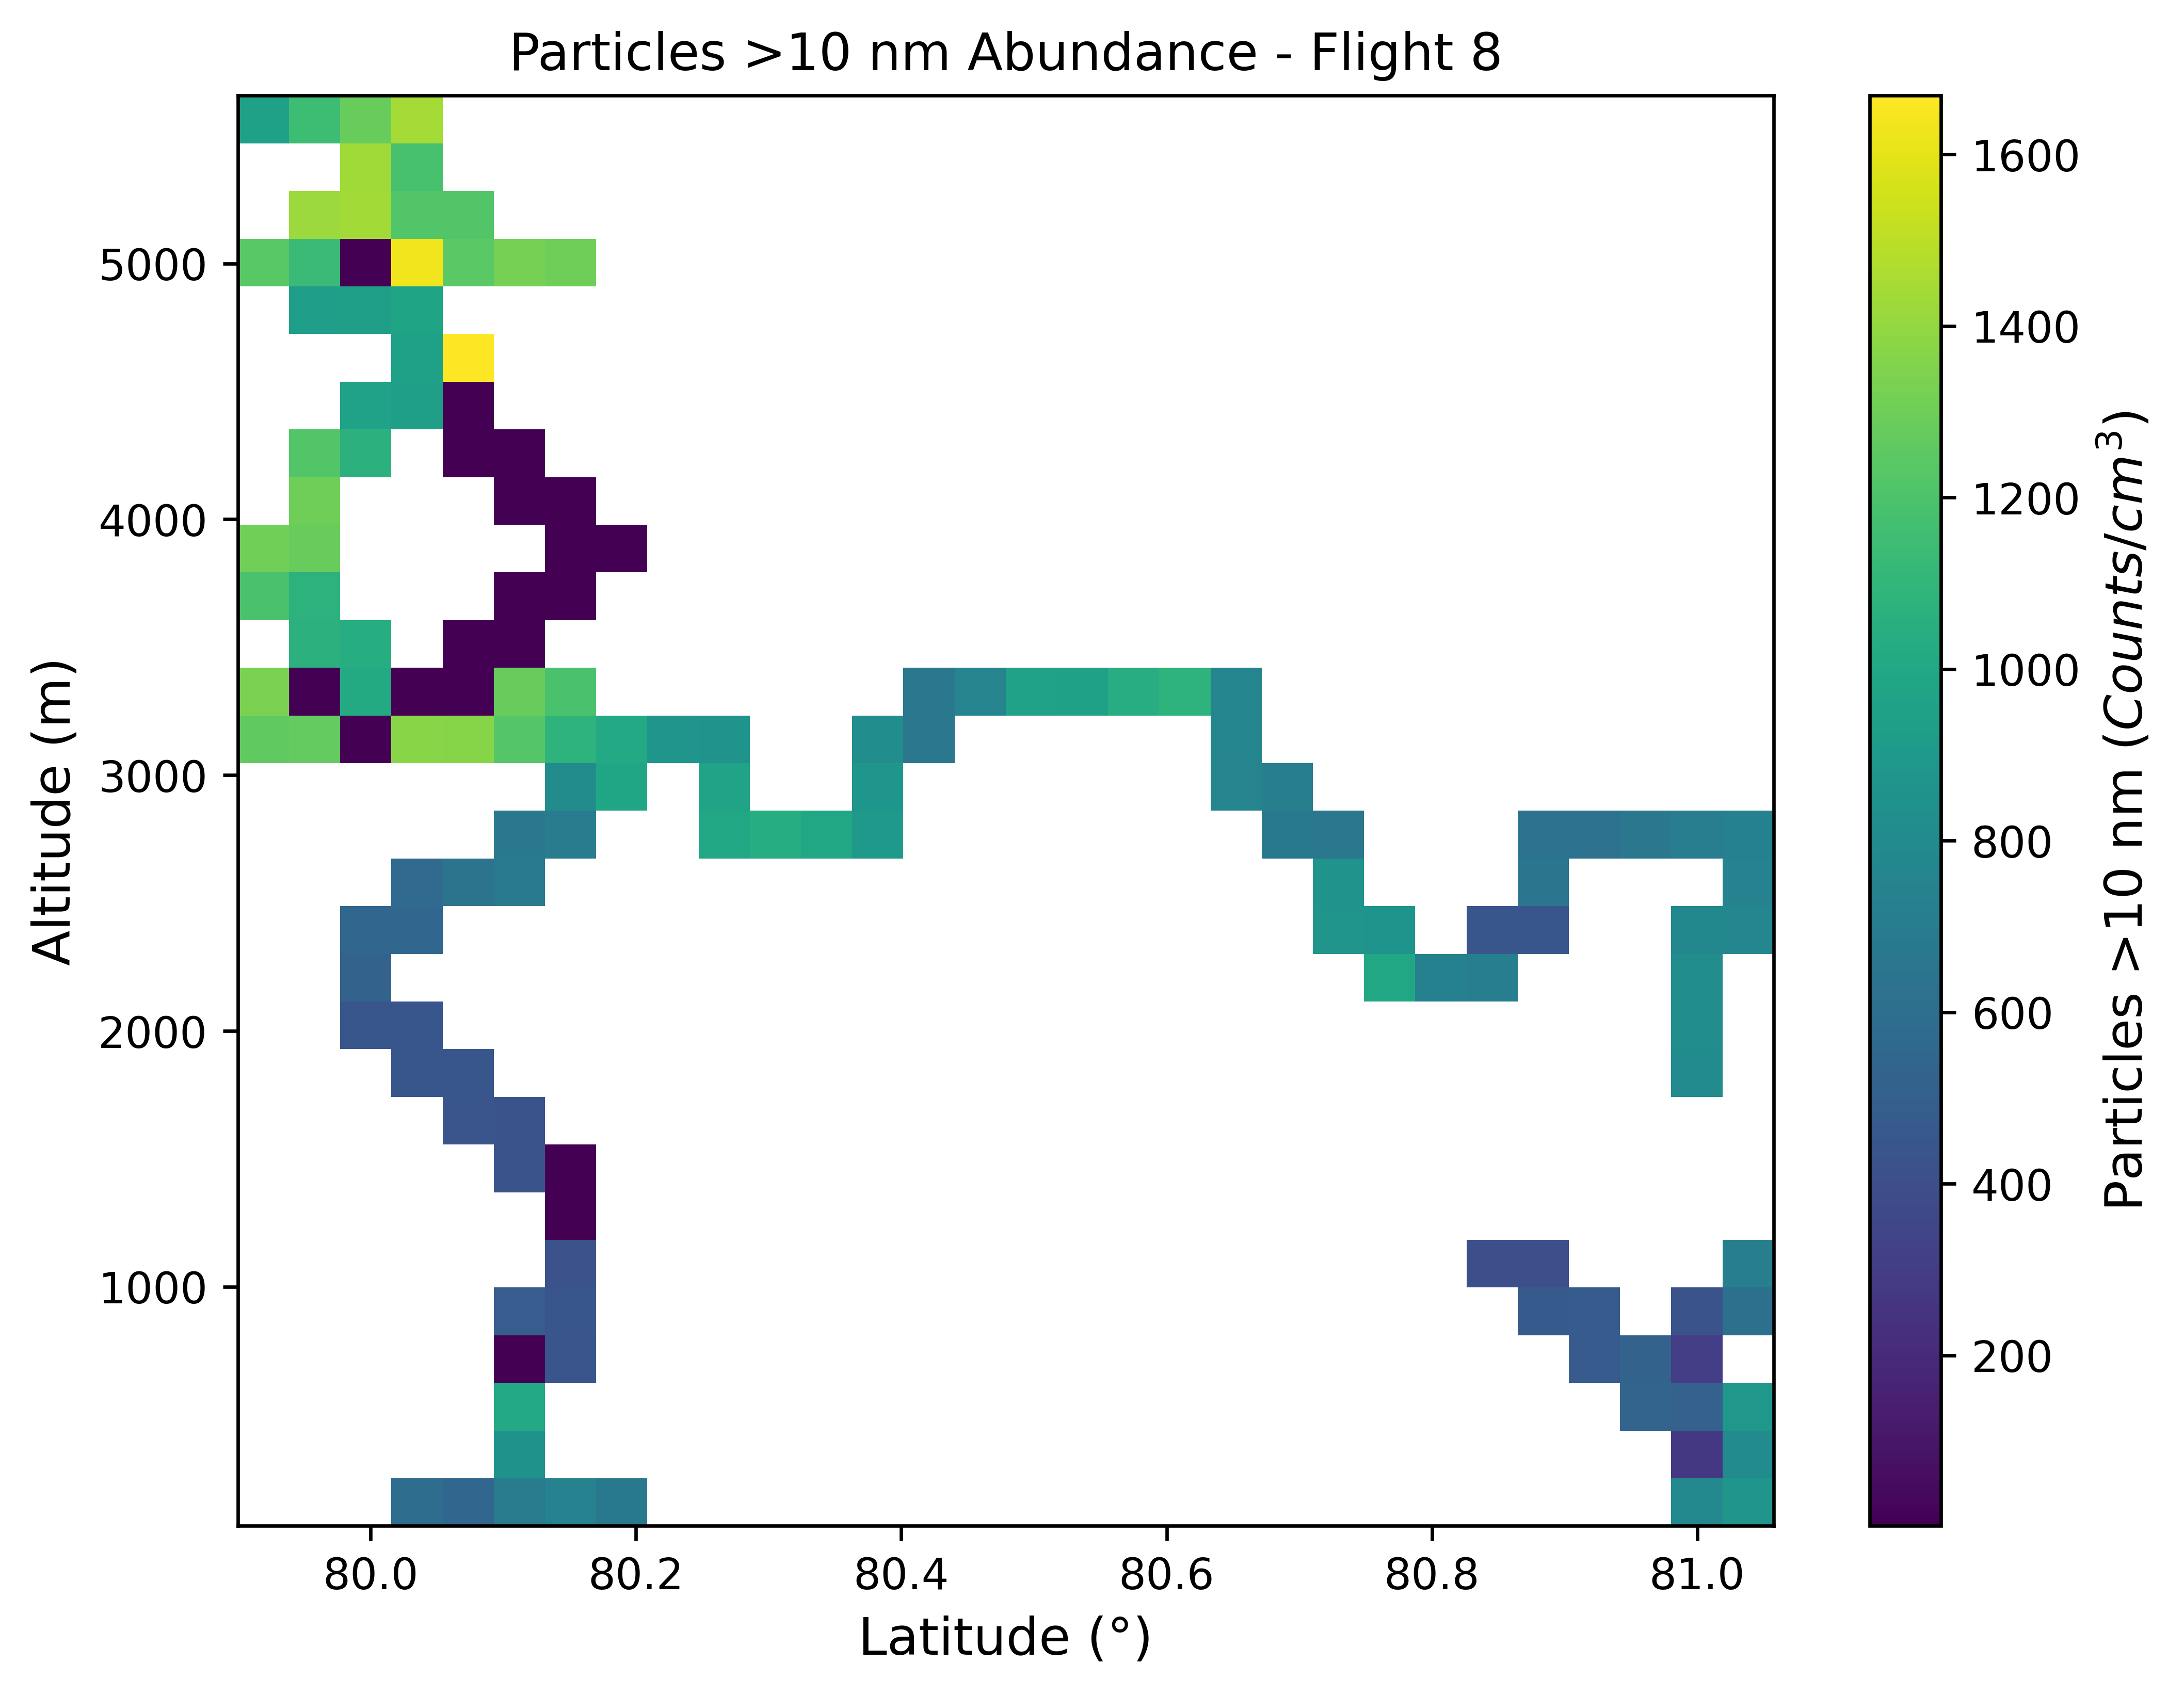 Particles >10 nm Abundance - Flight 8
5000
4000
3000
2000
1000
Altitude (m)
80.0 80.2 80.4 80.6 80.8 81.0
Latitude (°)
1600
1400
1200
1000
800
600
400
200
Particles >10 nm (Counts/cm³)